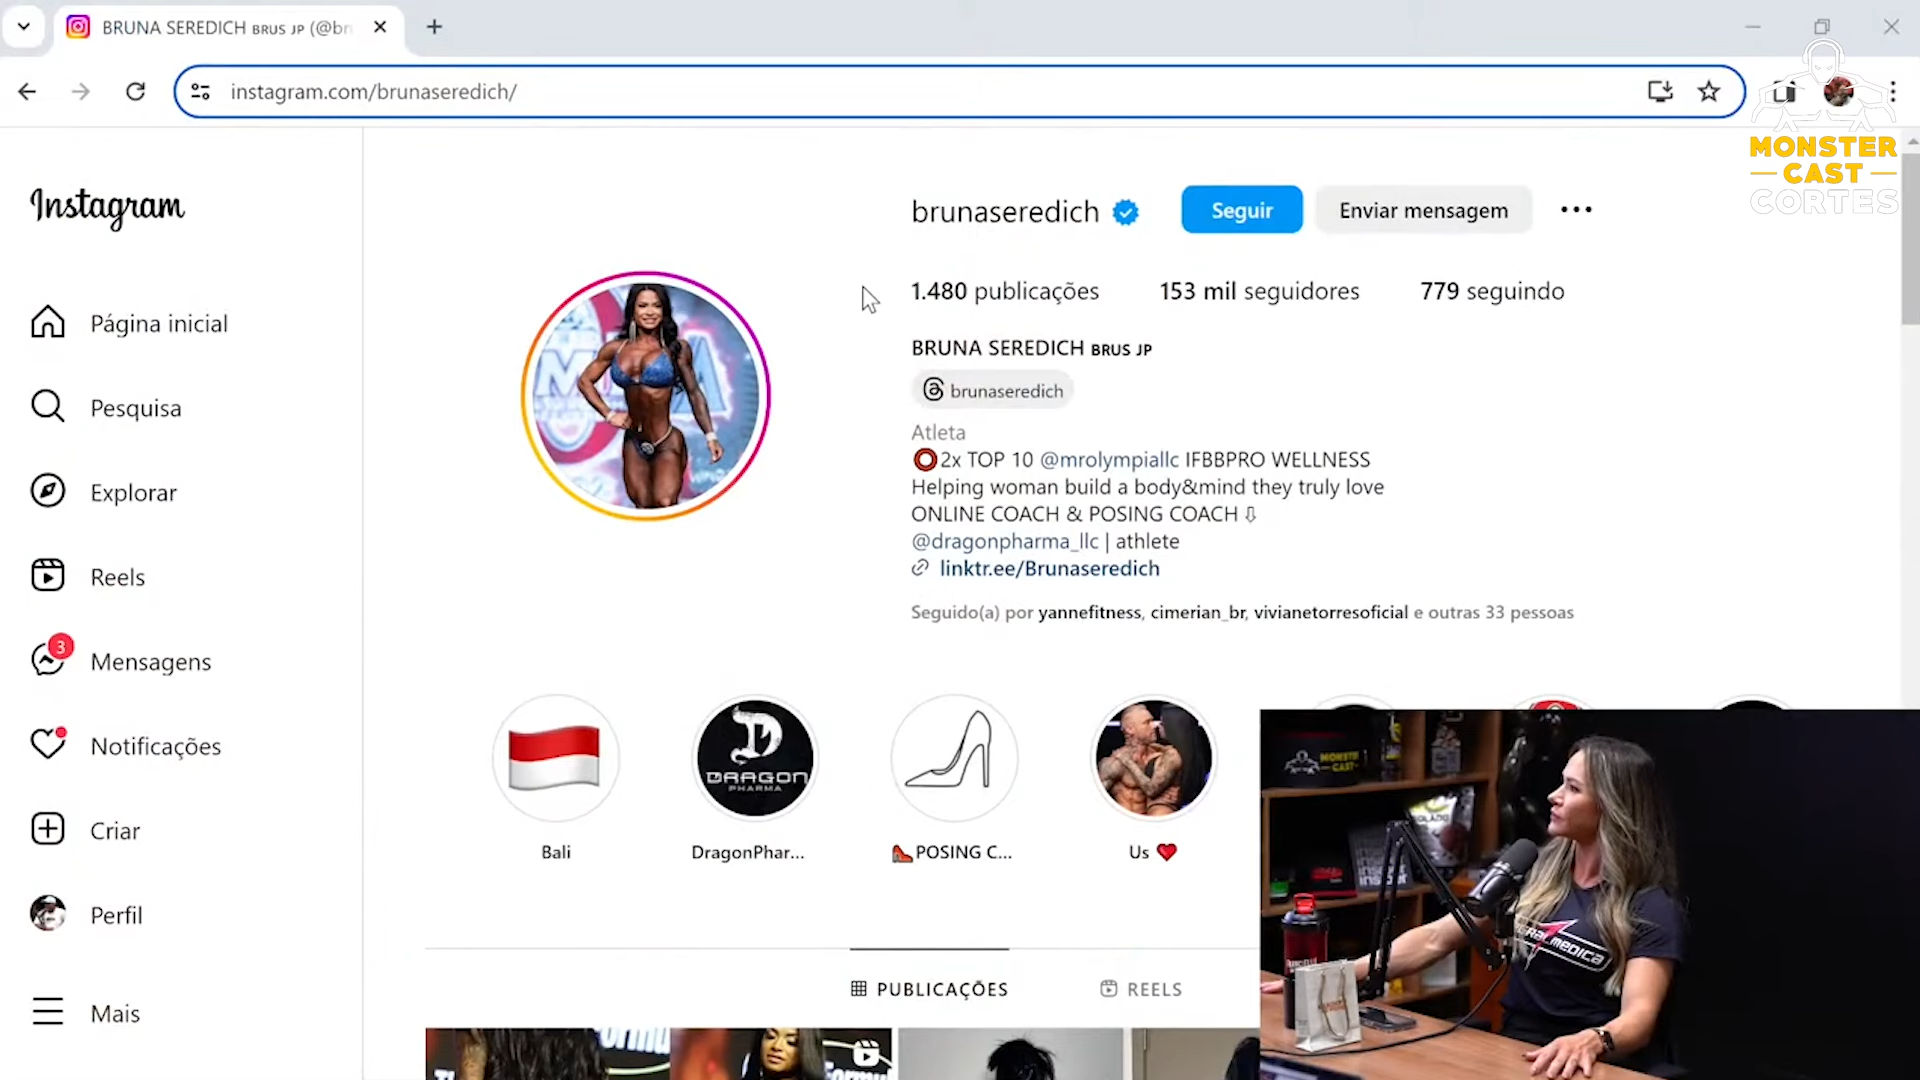 BRUNA SEREDICH BRUS JP (@br
instagram.com/brunaseredich/
MONSTER
CAST
CORTES
Instagram
Página inicial
Pesquisa
Explorar
Reels
3
Mensagens
Notificações
Criar
Perfil
Mais
brunaseredich
Seguir
Enviar mensagem
1.480 publicações
153 mil seguidores
779 seguindo
BRUNA SEREDICH BRUS JP
brunaseredich
Atleta
⭕2x TOP 10 @mrolympiallc IFBBPRO WELLNESS
Helping woman build a body&mind they truly love
ONLINE COACH & POSING COACH ⇩
@dragonpharma_llc | athlete
linktr.ee/Brunaseredich
Seguido(a) por yannefitness, cimerian_br, vivianetorresoficial e outras 33 pessoas
DRAGON
PHARMA
Bali
DragonPhar...
👠POSING C...
Us ❤️
PUBLICAÇÕES
REELS
MONSTER
CAST